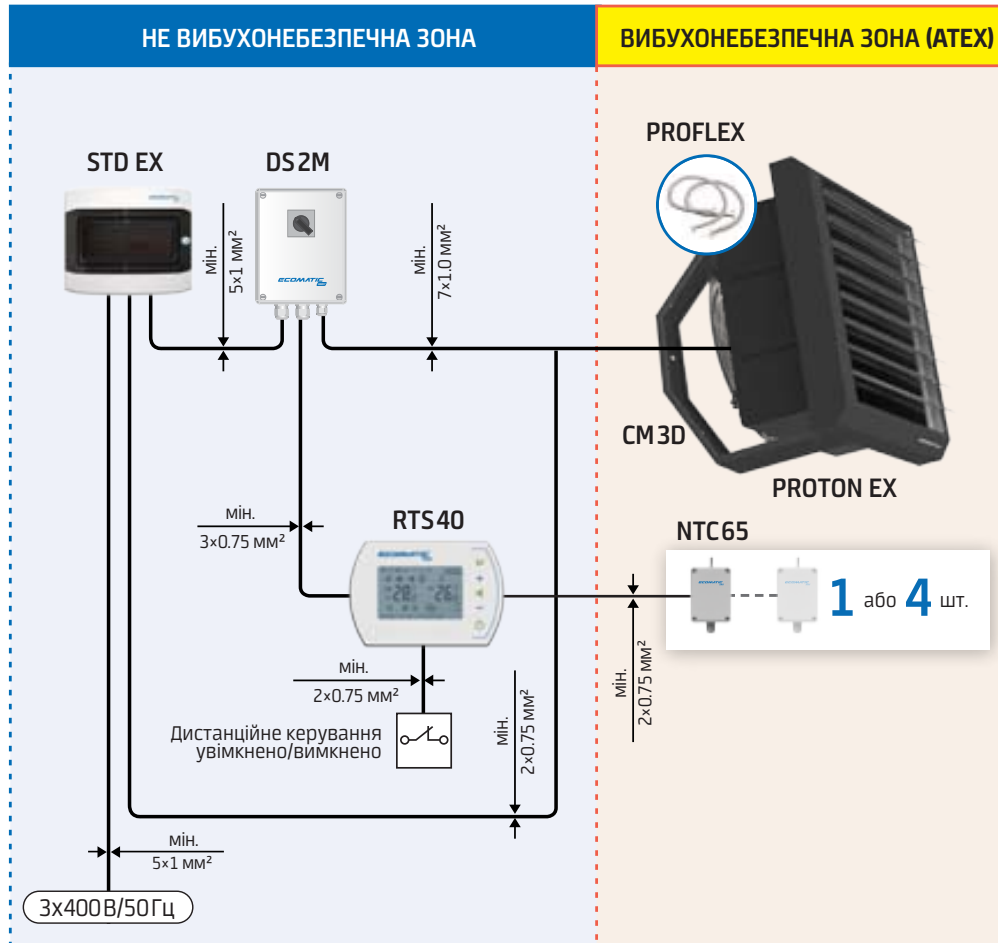 НЕ ВИБУХОНЕБЕЗПЕЧНА ЗОНА
ВИБУХОНЕБЕЗПЕЧНА ЗОНА (ATEX)
STD EX
DS2M
PROFLEX
мін.
5×1 мм²
мін.
7×1.0 мм²
ECOMATIC
CM3D
PROTON EX
мін.
3×0.75 мм²
RTS40
ECOMATIC
NTC65
1 або 4 шт.
мін.
2×0.75 мм²
мін.
2×0.75 мм²
Дистанційне керування
увімкнено/вимкнено
мін.
2×0.75 мм²
мін.
5×1 мм²
3x400В/50Гц